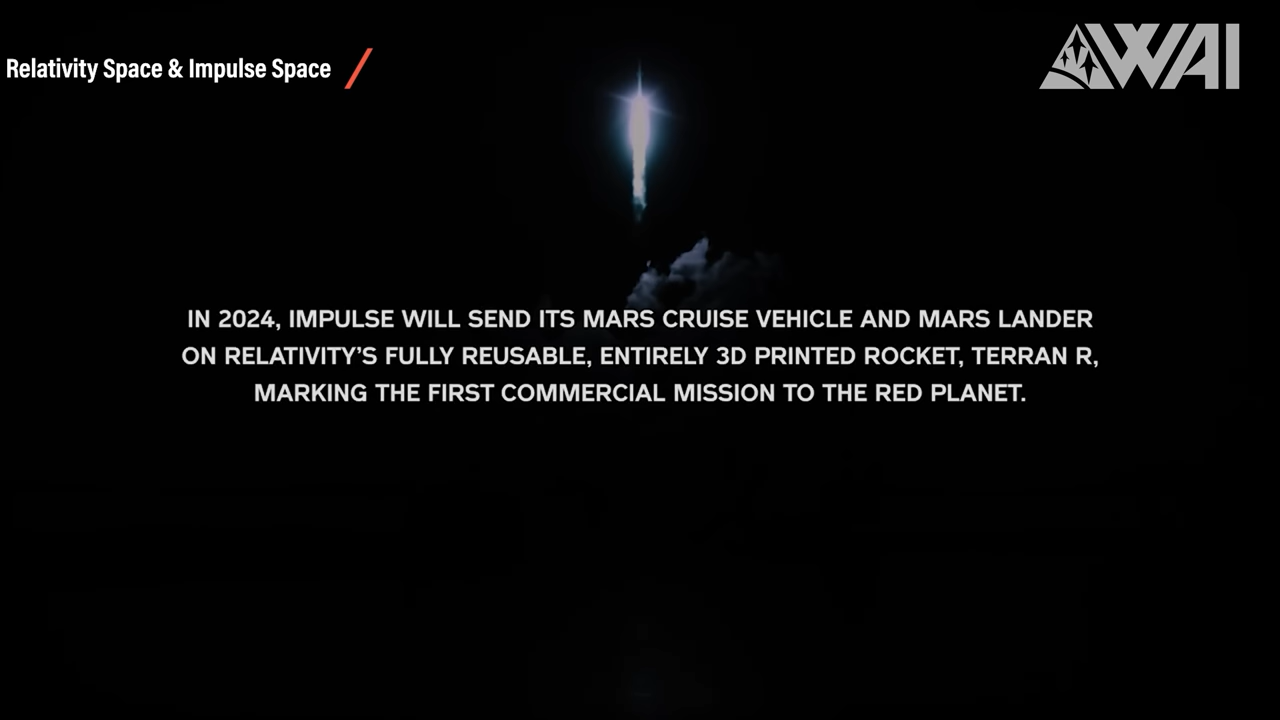 Relativity Space & Impulse Space
WAI
IN 2024, IMPULSE WILL SEND ITS MARS CRUISE VEHICLE AND MARS LANDER
ON RELATIVITY’S FULLY REUSABLE, ENTIRELY 3D PRINTED ROCKET, TERRAN R,
MARKING THE FIRST COMMERCIAL MISSION TO THE RED PLANET.